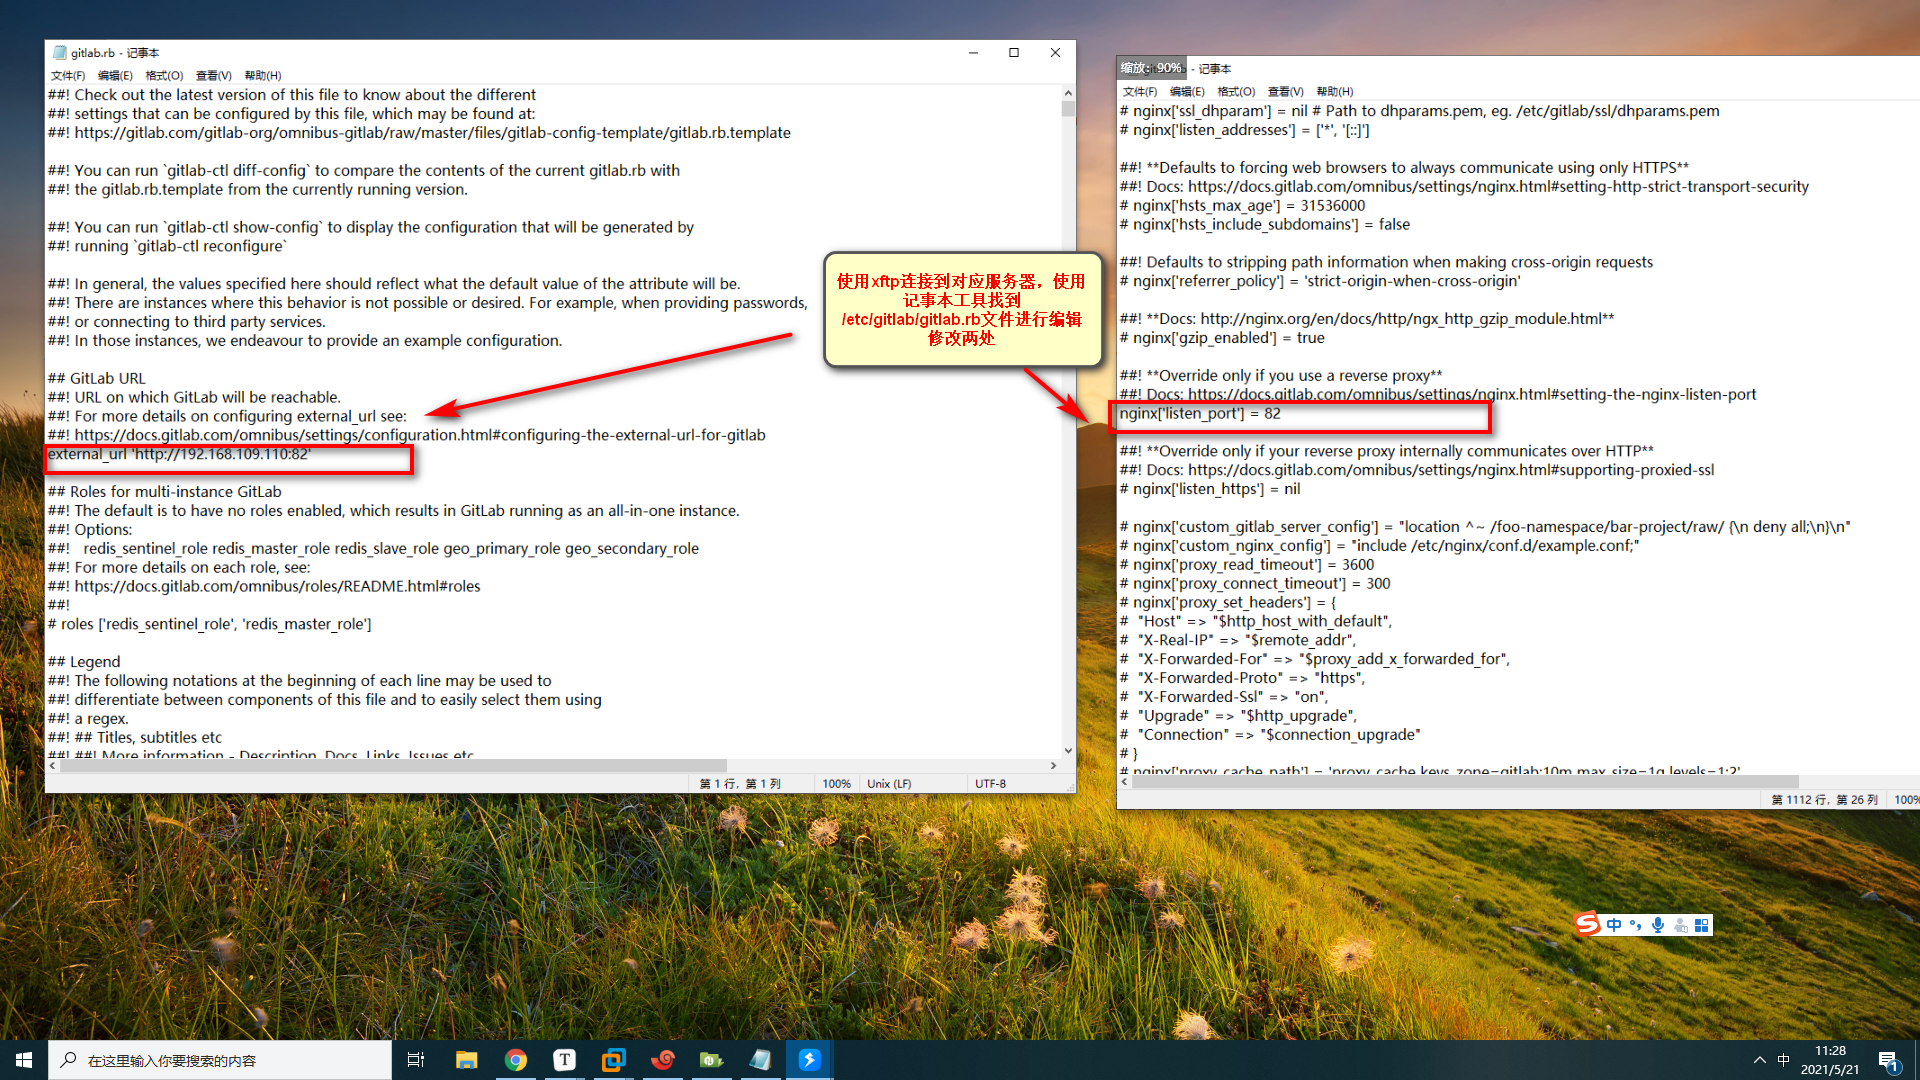 gitlab.rb - 记事本
文件(F) 编辑(E) 格式(O) 查看(V) 帮助(H)
##! Check out the latest version of this file to know about the different
##! settings that can be configured by this file, which may be found at:
##! https://gitlab.com/gitlab-org/omnibus-gitlab/raw/master/files/gitlab-config-template/gitlab.rb.template
##! You can run `gitlab-ctl diff-config` to compare the contents of the current gitlab.rb with
##! the gitlab.rb.template from the currently running version.
##! You can run `gitlab-ctl show-config` to display the configuration that will be generated by
##! running `gitlab-ctl reconfigure`
##! In general, the values specified here should reflect what the default value of the attribute will be.
##! There are instances where this behavior is not possible or desired. For example, when providing passwords,
##! or connecting to third party services.
##! In those instances, we endeavour to provide an example configuration.
## GitLab URL
##! URL on which GitLab will be reachable.
##! For more details on configuring external_url see:
##! https://docs.gitlab.com/omnibus/settings/configuration.html#configuring-the-external-url-for-gitlab
external_url 'http://192.168.109.110:82'
## Roles for multi-instance GitLab
##! The default is to have no roles enabled, which results in GitLab running as an all-in-one instance.
##! Options:
##!   redis_sentinel_role redis_master_role redis_slave_role geo_primary_role geo_secondary_role
##! For more details on each role, see:
##! https://docs.gitlab.com/omnibus/roles/README.html#roles
##!
# roles ['redis_sentinel_role', 'redis_master_role']
## Legend
##! The following notations at the beginning of each line may be used to
##! differentiate between components of this file and to easily select them using
##! a regex.
##! ## Titles, subtitles etc
##! ##! More information - Description, Docs, Links, Issues etc.
第 1 行，第 1 列 100% Unix (LF) UTF-8
使用xftp连接到对应服务器，使用
记事本工具找到
/etc/gitlab/gitlab.rb文件进行编辑
修改两处
缩放: 90%
- 记事本
文件(F) 编辑(E) 格式(O) 查看(V) 帮助(H)
# nginx['ssl_dhparam'] = nil # Path to dhparams.pem, eg. /etc/gitlab/ssl/dhparams.pem
# nginx['listen_addresses'] = ['*', '[::]']
##! **Defaults to forcing web browsers to always communicate using only HTTPS**
##! Docs: https://docs.gitlab.com/omnibus/settings/nginx.html#setting-http-strict-transport-security
# nginx['hsts_max_age'] = 31536000
# nginx['hsts_include_subdomains'] = false
##! Defaults to stripping path information when making cross-origin requests
# nginx['referrer_policy'] = 'strict-origin-when-cross-origin'
##! **Docs: http://nginx.org/en/docs/http/ngx_http_gzip_module.html**
# nginx['gzip_enabled'] = true
##! **Override only if you use a reverse proxy**
##! Docs: https://docs.gitlab.com/omnibus/settings/nginx.html#setting-the-nginx-listen-port
nginx['listen_port'] = 82
##! **Override only if your reverse proxy internally communicates over HTTP**
##! Docs: https://docs.gitlab.com/omnibus/settings/nginx.html#supporting-proxied-ssl
# nginx['listen_https'] = nil
# nginx['custom_gitlab_server_config'] = "location ^~ /foo-namespace/bar-project/raw/ {\n deny all;\n}\n"
# nginx['custom_nginx_config'] = "include /etc/nginx/conf.d/example.conf;"
# nginx['proxy_read_timeout'] = 3600
# nginx['proxy_connect_timeout'] = 300
# nginx['proxy_set_headers'] = {
#  "Host" => "$http_host_with_default",
#  "X-Real-IP" => "$remote_addr",
#  "X-Forwarded-For" => "$proxy_add_x_forwarded_for",
#  "X-Forwarded-Proto" => "https",
#  "X-Forwarded-Ssl" => "on",
#  "Upgrade" => "$http_upgrade",
#  "Connection" => "$connection_upgrade"
# }
# nginx['proxy_cache_path'] = 'proxy_cache keys_zone=gitlab:10m max_size=1g levels=1:2'
第 1112 行，第 26 列 100%
中
在这里输入你要搜索的内容
T
中
11:28
2021/5/21
1